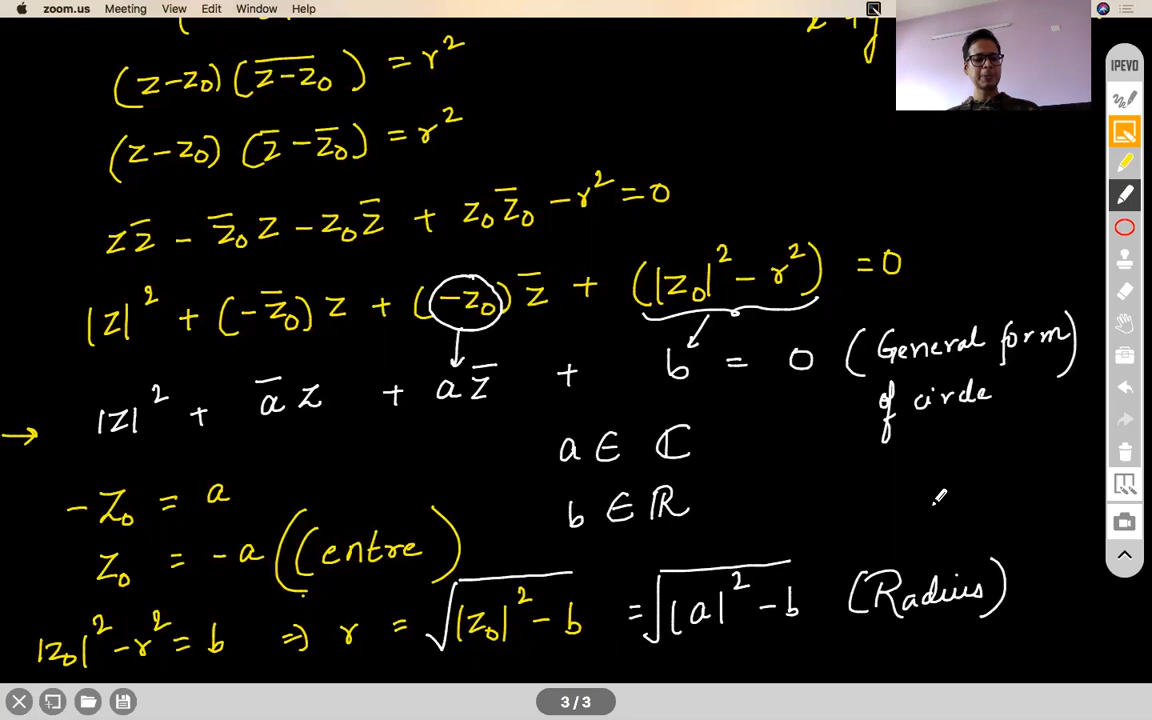 zoom.us Meeting View Edit Window Help
IPEVO
(z-z₀)(\overline{z-z₀}) = r²
(z-z₀)(z̄-z̄₀) = r²
zz̄ - z̄₀z - z₀z̄ + z₀z̄₀ - r² = 0
|z|² + (-z̄₀)z + (-z₀)z̄ + (|z₀|² - r²) = 0
|z|² + āz + az̄ + b = 0 (General form)
of circle
→
a ∈ ℂ
b ∈ ℝ
-z₀ = a
z₀ = -a (Centre)
|z₀|² - r² = b ⇒ r = √(|z₀|² - b) = √(|a|² - b) (Radius)
3/3